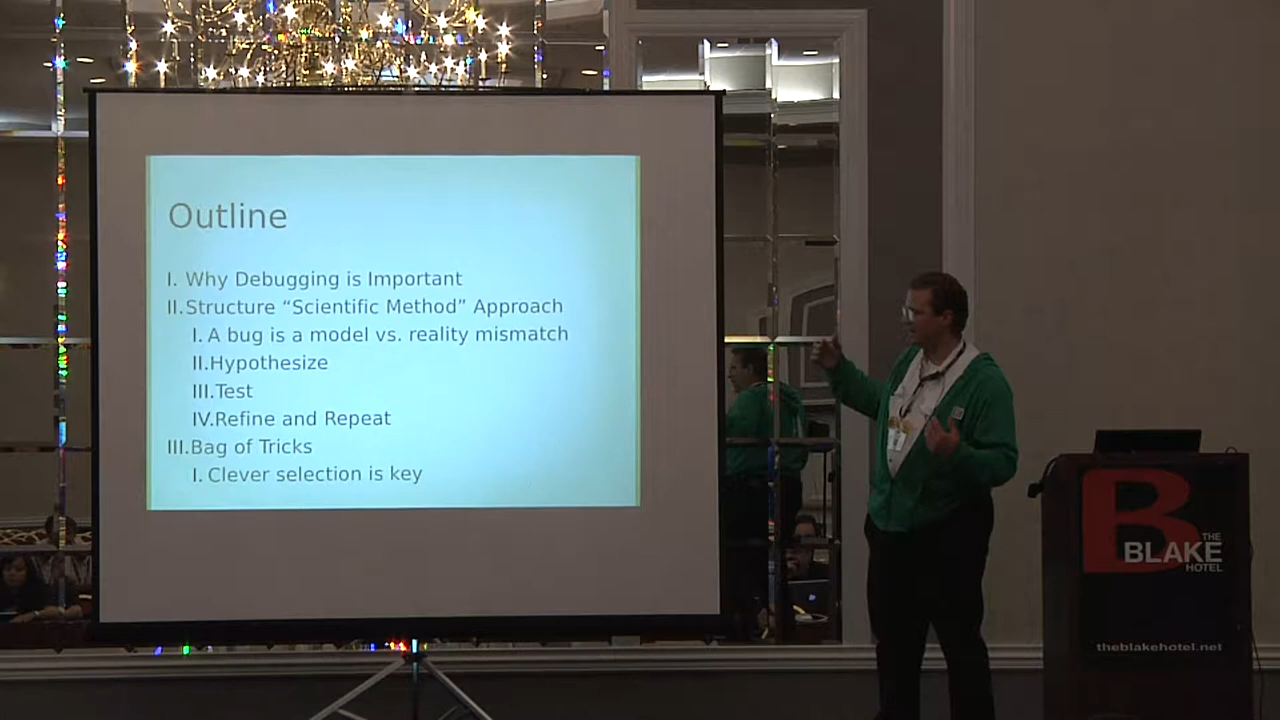 Outline
I. Why Debugging is Important
II.Structure “Scientific Method” Approach
I. A bug is a model vs. reality mismatch
II.Hypothesize
III.Test
IV.Refine and Repeat
III.Bag of Tricks
I. Clever selection is key
B
THE
BLAKE
HOTEL
theblakehotel.net